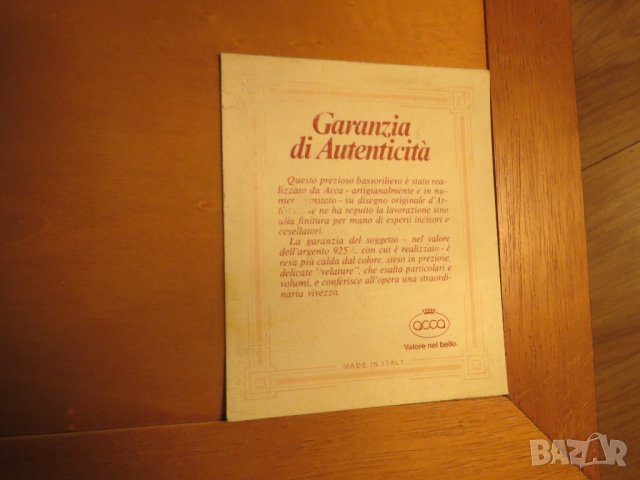 Garanzia
di Autenticità
Questo prezioso bassorilievo è stato rea-
lizzato da Acca - artigianalmente e in nu-
mero limitato - su disegno originale d'Ar-
ne ha seguito la lavorazione sino
alla finitura per mano di esperti incisori e
cesellatori.
La garanzia del soggetto - nel valore
dell'argento 925‰ con cui è realizzato - è
resa più calda dal colore, steso in preziose,
delicate "velature", che esalta particolari e
volumi, e conferisce all'opera una straordi-
naria vivezza.
acca
Valore nel bello.
MADE IN ITALY
BAZAR